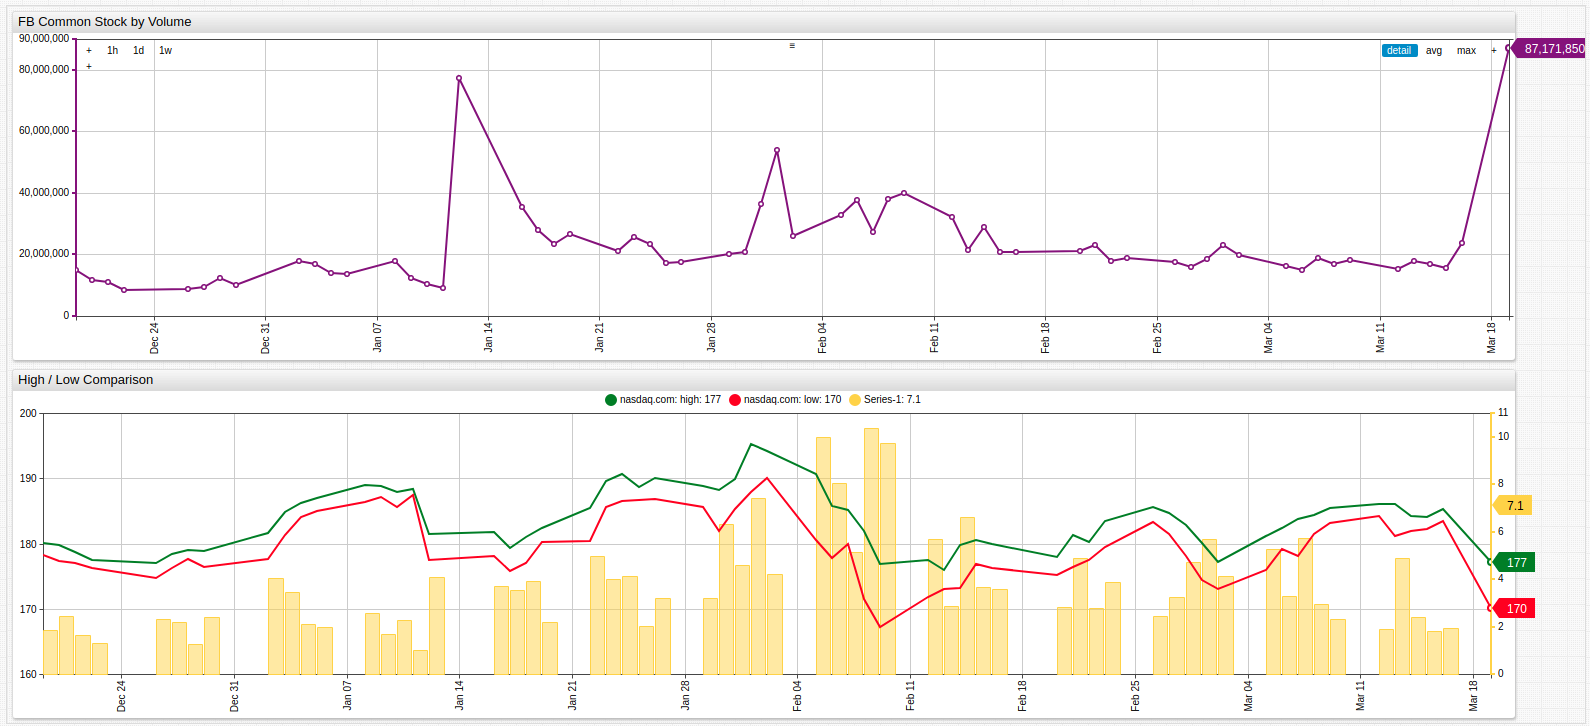 FB Common Stock by Volume
90,000,000
+ 1h 1d 1w
≡
detail avg max +
87,171,850
+
80,000,000
60,000,000
40,000,000
20,000,000
0
Dec 24 Dec 31 Jan 07 Jan 14 Jan 21 Jan 28 Feb 04 Feb 11 Feb 18 Feb 25 Mar 04 Mar 11 Mar 18
High / Low Comparison
nasdaq.com: high: 177 nasdaq.com: low: 170 Series-1: 7.1
200 11
10
190 8
7.1
180 6
177
4
170 170
2
160 0
Dec 24 Dec 31 Jan 07 Jan 14 Jan 21 Jan 28 Feb 04 Feb 11 Feb 18 Feb 25 Mar 04 Mar 11 Mar 18